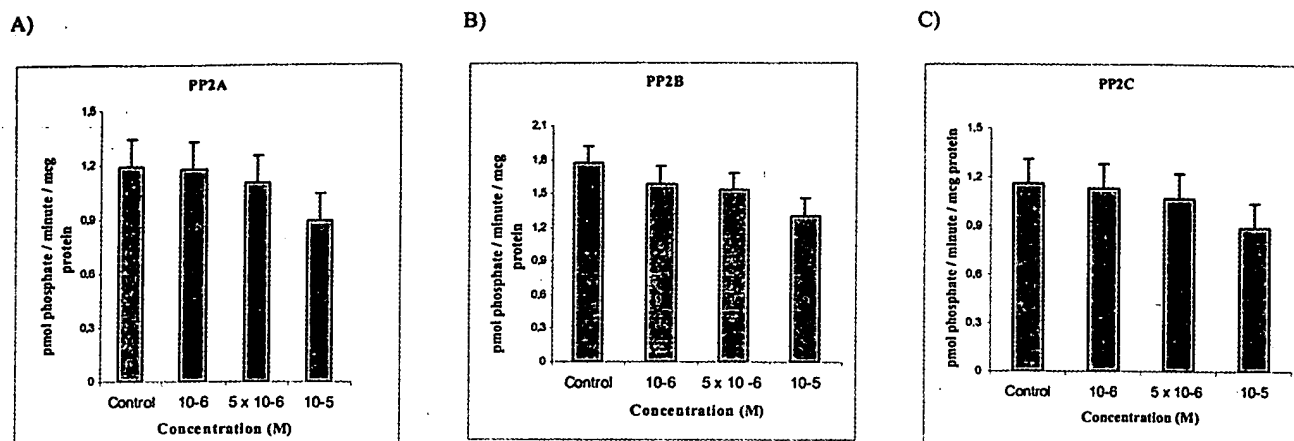 A)
B)
C)
PP2A
1,5
1,2
0,9
0,6
0,3
0
pmol phosphate / minute / mcg
protein
Control 10-6 5 x 10-6 10-5
Concentration (M)
PP2B
2,1
1,8
1,5
1,2
0,9
0,6
0,3
0
pmol phosphate / minute / mcg
protein
Control 10-6 5 x 10 -6 10-5
Concentration (M)
PP2C
1,5
1,2
0,9
0,6
0,3
0
pmol phosphate / minute / mcg protein
Control 10-6 5 x 10-6 10-5
Concentration (M)